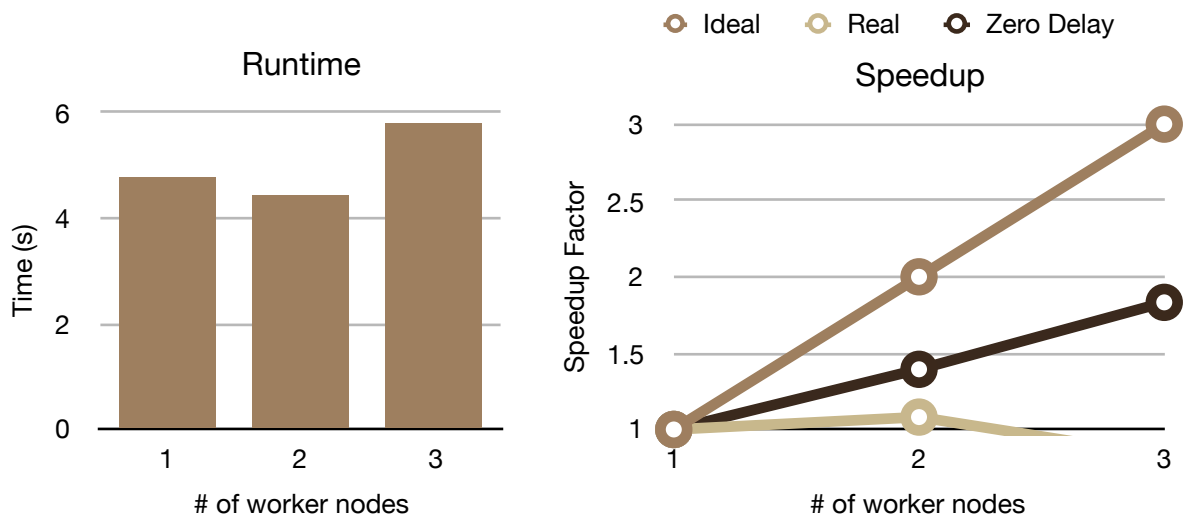 Runtime
6
4
2
0
Time (s)
1 2 3
# of worker nodes
Ideal Real Zero Delay
Speedup
3
2.5
2
1.5
1
Speedup Factor
1 2 3
# of worker nodes